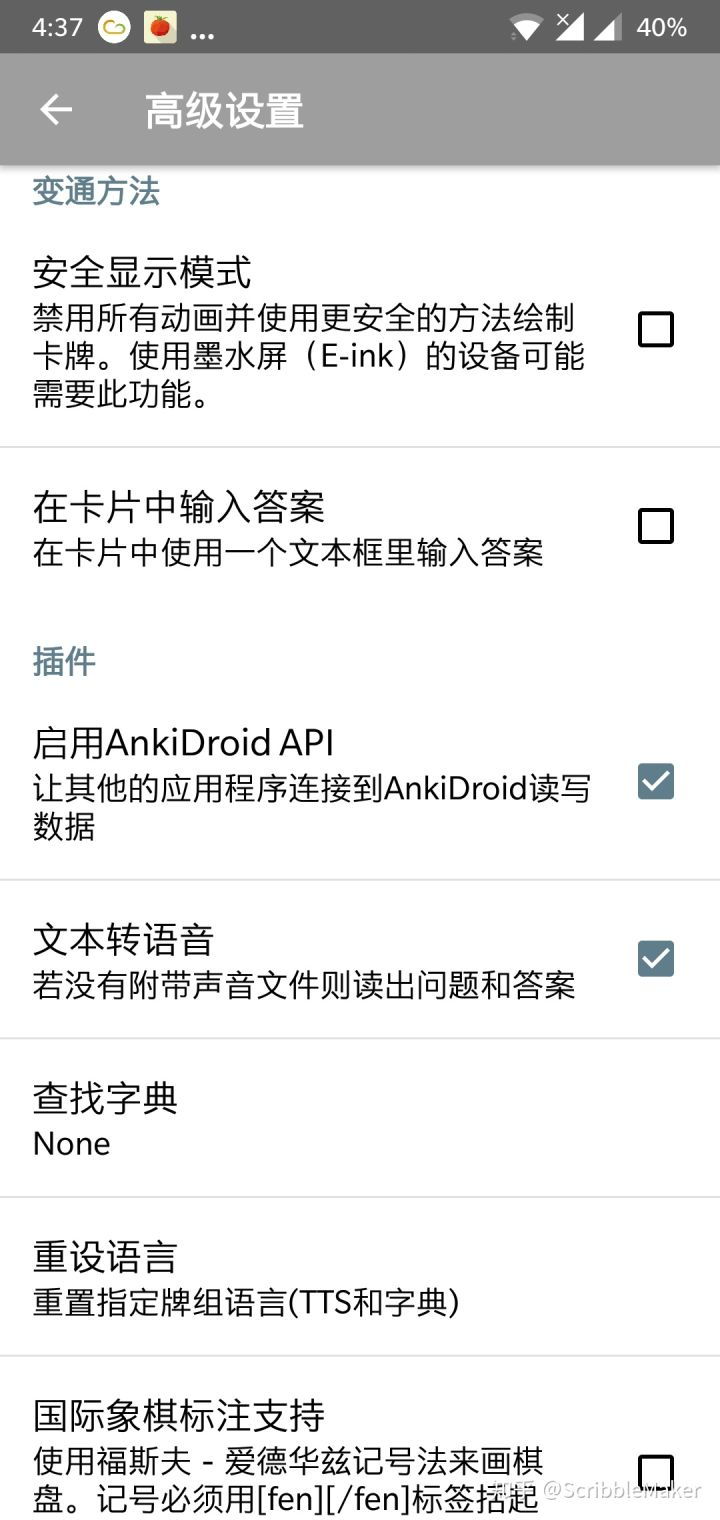 4:37
...
40%
高级设置
变通方法
安全显示模式
禁用所有动画并使用更安全的方法绘制
卡牌。使用墨水屏（E-ink）的设备可能
需要此功能。
在卡片中输入答案
在卡片中使用一个文本框里输入答案
插件
启用AnkiDroid API
让其他的应用程序连接到AnkiDroid读写
数据
文本转语音
若没有附带声音文件则读出问题和答案
查找字典
None
重设语言
重置指定牌组语言(TTS和字典)
国际象棋标注支持
使用福斯夫 - 爱德华兹记号法来画棋
盘。记号必须用[fen][/fen]标签括起
知乎 @ScribbleMaker